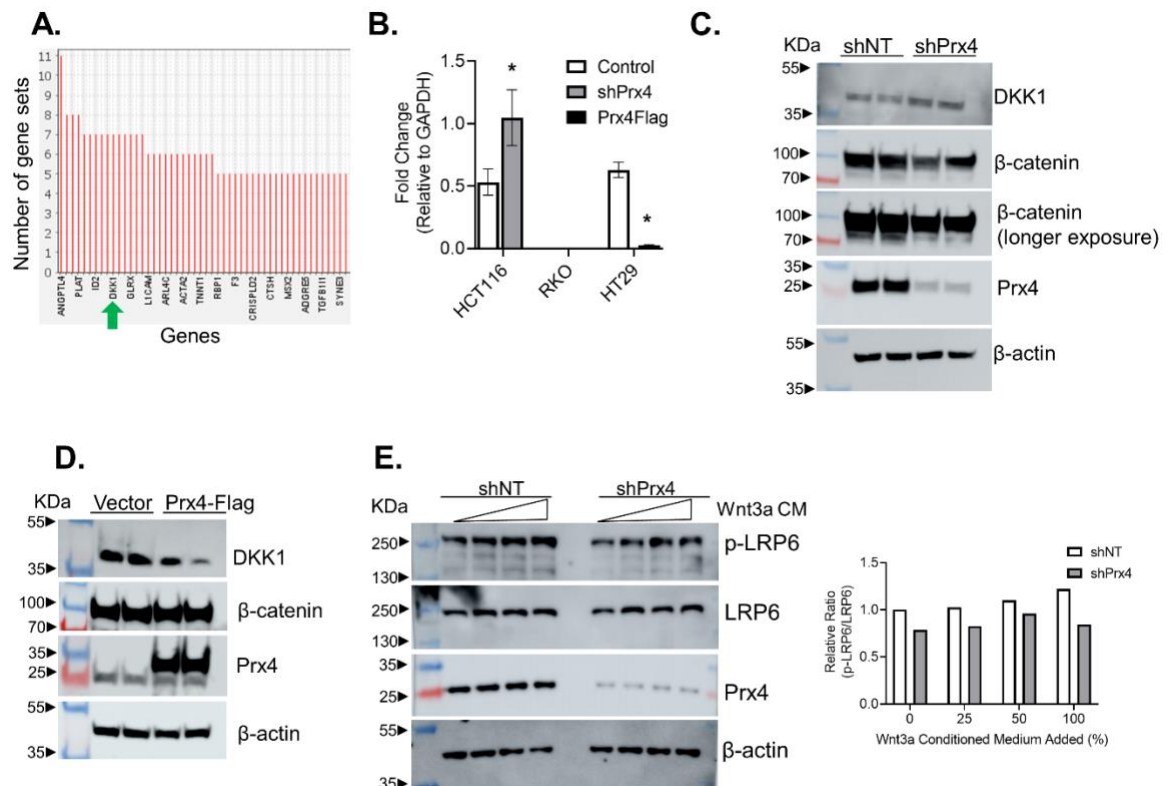 A.
Number of gene sets
11
10
9
8
7
6
5
4
3
2
1
0
ANGPTL4
PLAT
ID2
DKK1
GLRX
L1CAM
ARL4C
ACTA2
TNNT1
RBP1
F3
CRISPLD2
CTSH
MSX2
ADGRE5
TGFB1I1
SYNE3
Genes
B.
Fold Change
(Relative to GAPDH)
1.5
1.0
0.5
0.0
*
*
Control
shPrx4
Prx4Flag
HCT116
RKO
HT29
C.
KDa shNT shPrx4
55 DKK1
35
100 β-catenin
70
100 β-catenin
70 (longer exposure)
35
25 Prx4
55 β-actin
35
D.
KDa Vector Prx4-Flag
55
35 DKK1
100 β-catenin
70
35 Prx4
25
55 β-actin
35
E.
KDa shNT shPrx4
Wnt3a CM
250 p-LRP6
130
250 LRP6
130
35
25 Prx4
55 β-actin
35
shNT
shPrx4
Relative Ratio
(p-LRP6/LRP6)
1.5
1.0
0.5
0.0
0 25 50 100
Wnt3a Conditioned Medium Added (%)